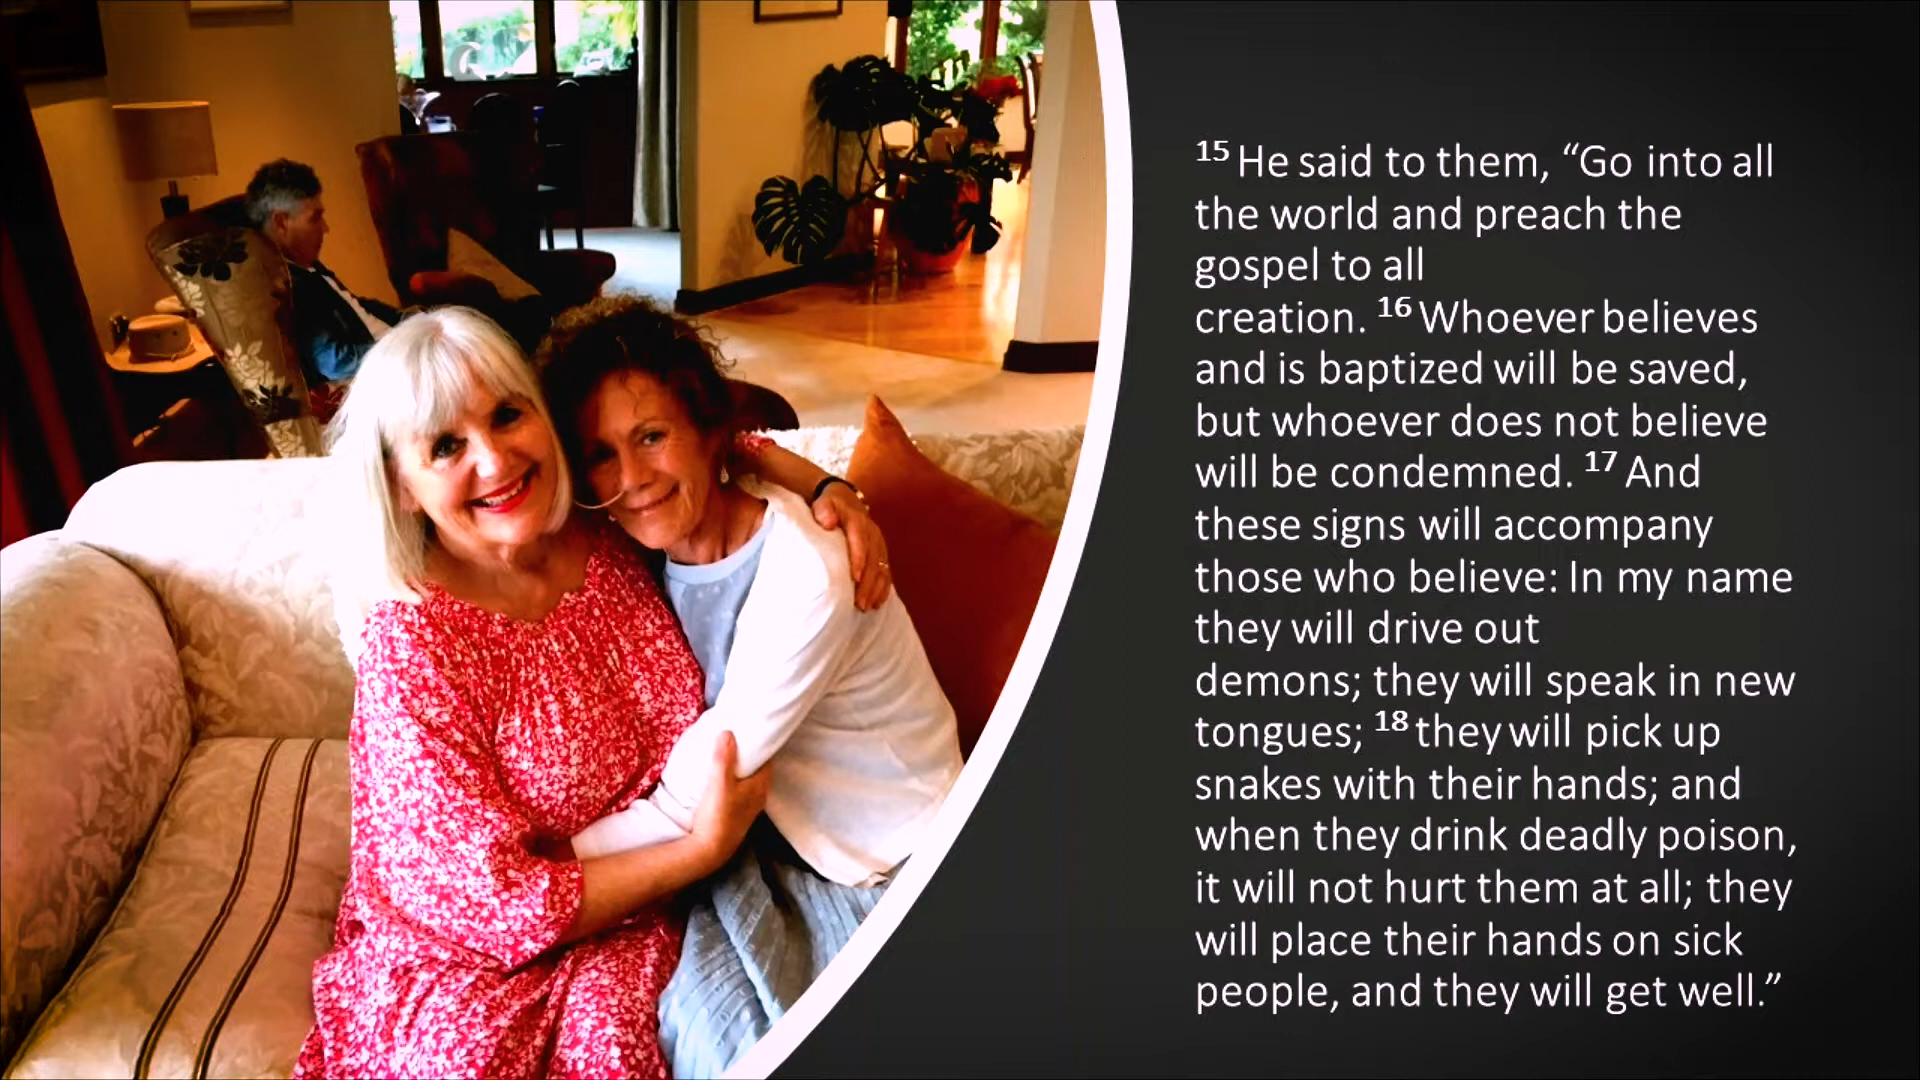 15 He said to them, “Go into all
the world and preach the
gospel to all
creation. 16 Whoever believes
and is baptized will be saved,
but whoever does not believe
will be condemned. 17 And
these signs will accompany
those who believe: In my name
they will drive out
demons; they will speak in new
tongues; 18 they will pick up
snakes with their hands; and
when they drink deadly poison,
it will not hurt them at all; they
will place their hands on sick
people, and they will get well.”